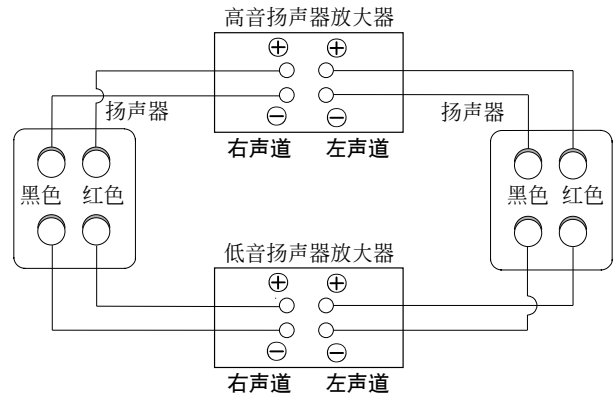 高音扬声器放大器
⊕ ⊕
扬声器 扬声器
⊖ ⊖
右声道 左声道
黑色 红色 黑色 红色
低音扬声器放大器
⊕ ⊕
⊖ ⊖
右声道 左声道